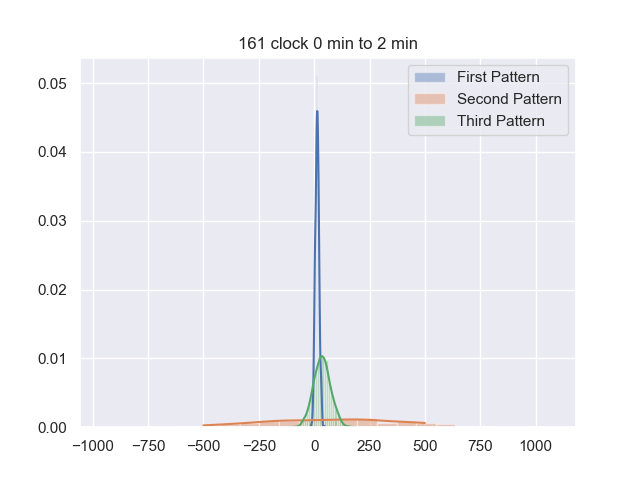 161 clock 0 min to 2 min
First Pattern
Second Pattern
Third Pattern
0.05
0.04
0.03
0.02
0.01
0.00
−1000 −750 −500 −250 0 250 500 750 1000